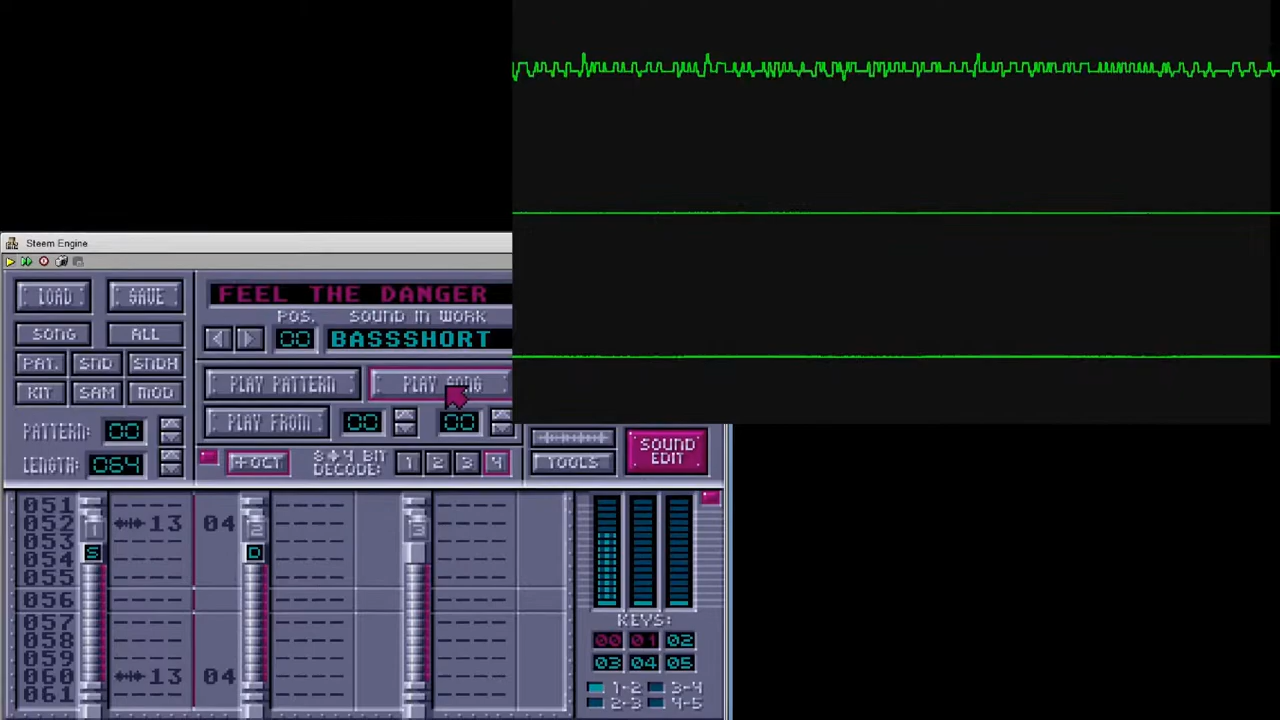 Steem Engine
LOAD SAVE
FEEL THE DANGER
POS. SOUND IN WORK
SONG ALL
00 BASSSHORT
PAT. SND SNDH
PLAY PATTERN PLAY SONG
KIT SAM MOD
PLAY FROM 00 00
PATTERN: 00
LENGTH: 064
+OCT 8+4 BIT DECODE: 1 2 3 4
TOOLS
SOUND EDIT
1 2 3
S D
051
052 13 04
053
054
055
056
057
058
059
060 13 04
061
KEYS:
00 01 02
03 04 05
1-2 3-4
2-3 4-5